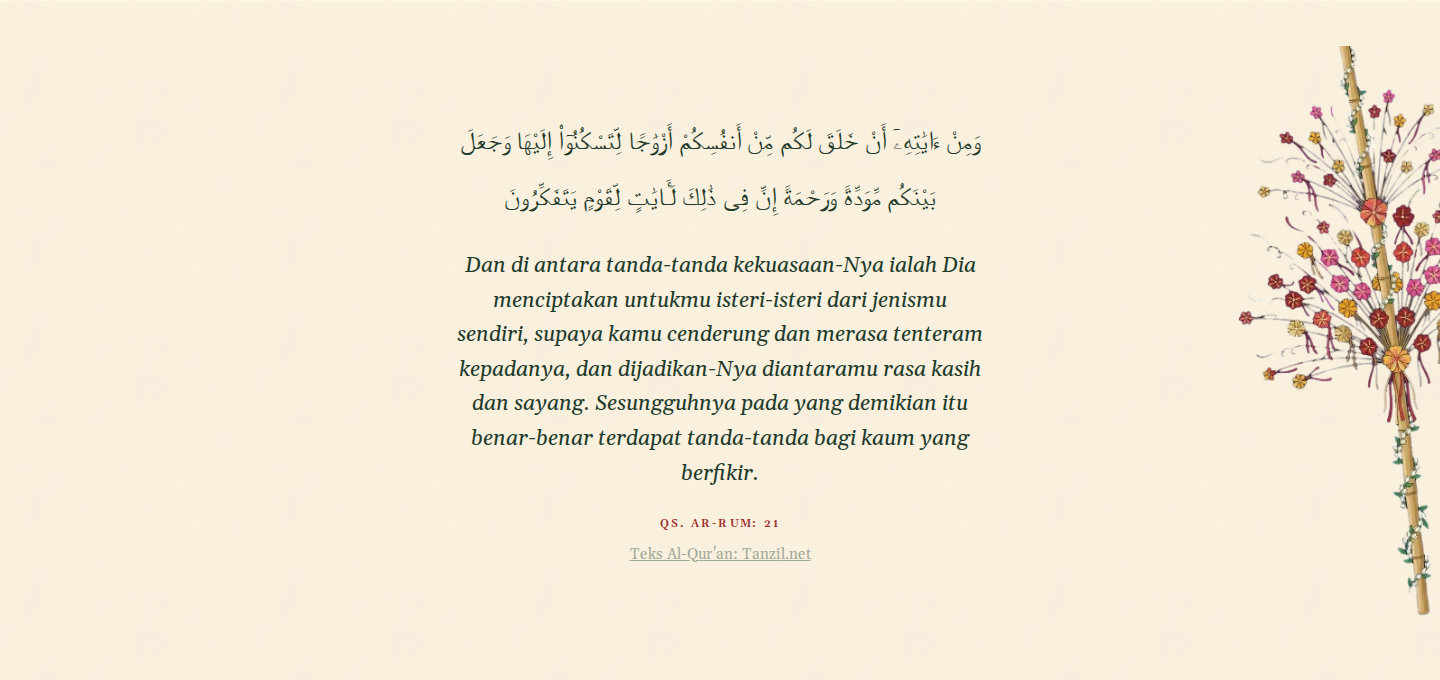 وَمِنْ ءَايَٰتِهِۦٓ أَنْ خَلَقَ لَكُم مِّنْ أَنفُسِكُمْ أَزْوَٰجًا لِّتَسْكُنُوٓا۟ إِلَيْهَا وَجَعَلَ
بَيْنَكُم مَّوَدَّةً وَرَحْمَةً إِنَّ فِى ذَٰلِكَ لَـَٔايَٰتٍ لِّقَوْمٍ يَتَفَكَّرُونَ
Dan di antara tanda-tanda kekuasaan-Nya ialah Dia
menciptakan untukmu isteri-isteri dari jenismu
sendiri, supaya kamu cenderung dan merasa tenteram
kepadanya, dan dijadikan-Nya diantaramu rasa kasih
dan sayang. Sesungguhnya pada yang demikian itu
benar-benar terdapat tanda-tanda bagi kaum yang
berfikir.
QS. AR-RUM: 21
Teks Al-Qur'an: Tanzil.net